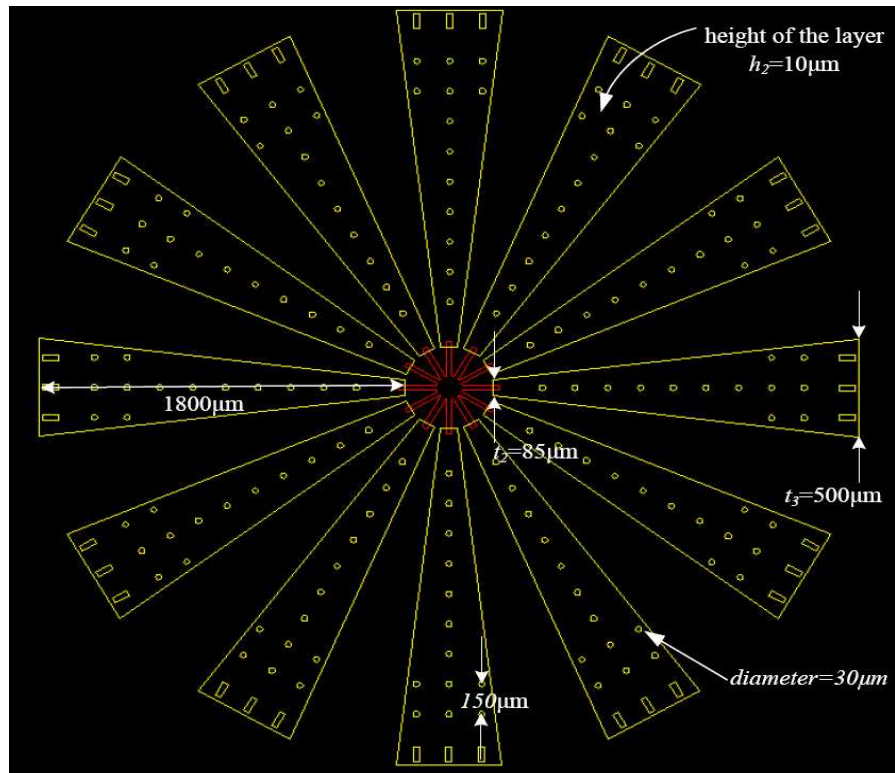 height of the layer
h₂=10μm
1800μm
t₂=85μm
t₃=500μm
150μm
diameter=30μm